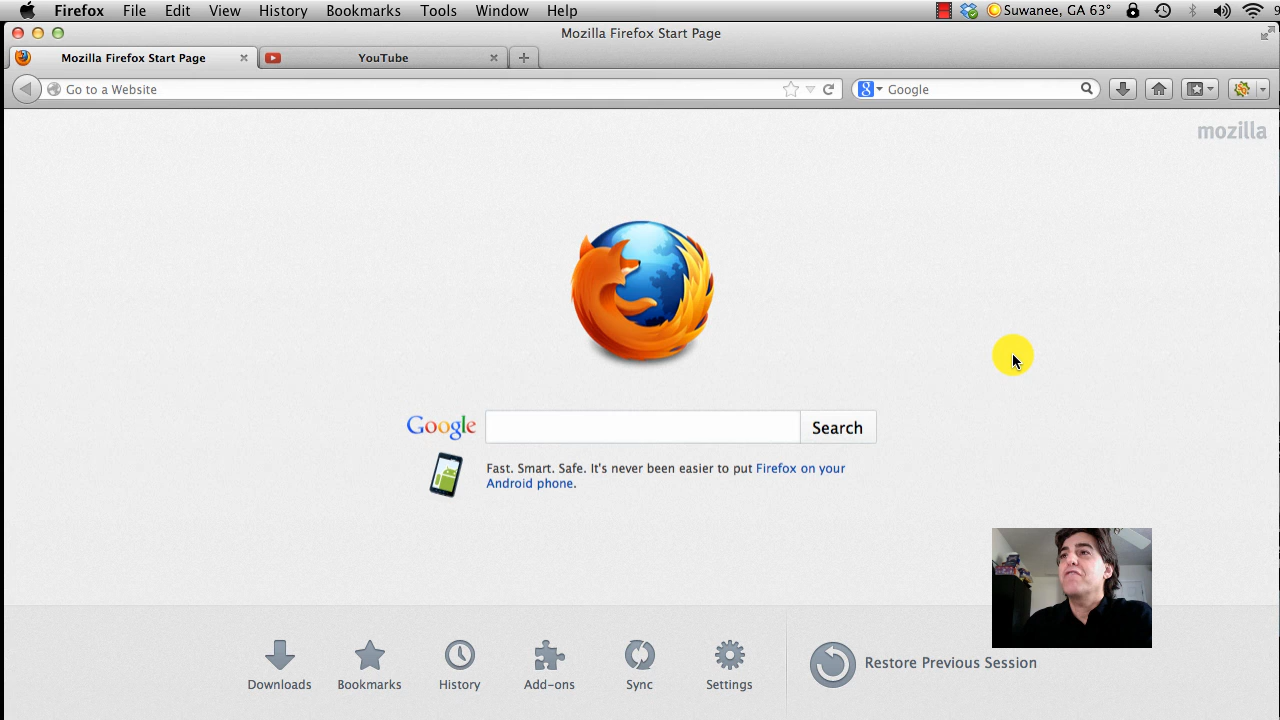 Firefox File Edit View History Bookmarks Tools Window Help Suwanee, GA 63°
Mozilla Firefox Start Page
Mozilla Firefox Start Page YouTube
Go to a Website Google
mozilla
Google Search
Fast. Smart. Safe. It's never been easier to put Firefox on your
Android phone.
Downloads Bookmarks History Add-ons Sync Settings Restore Previous Session